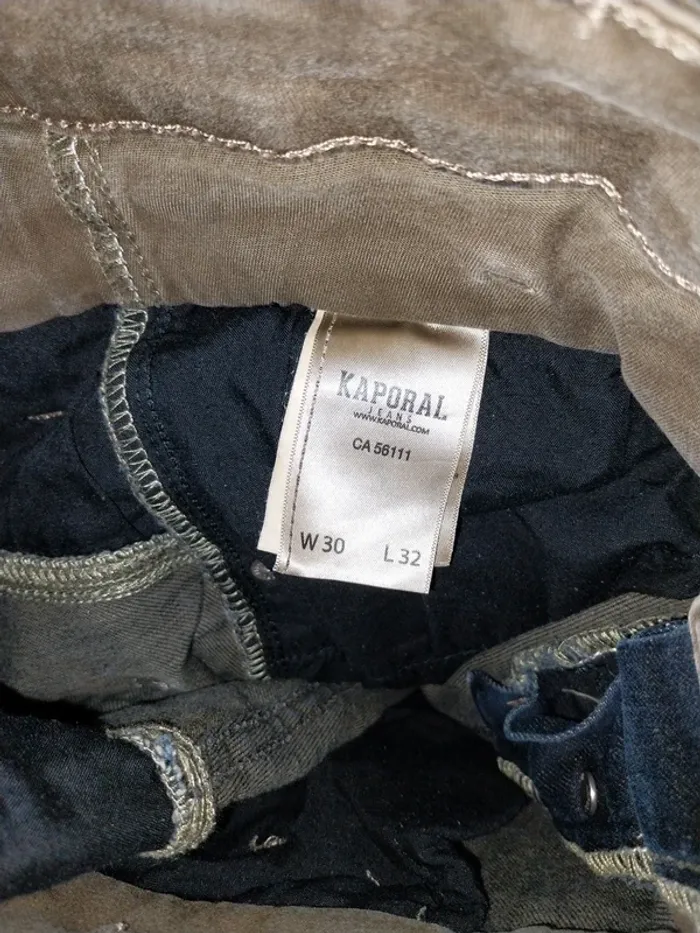 KAPORAL
JEANS
WWW.KAPORAL.COM
CA 56111
W 30 L 32